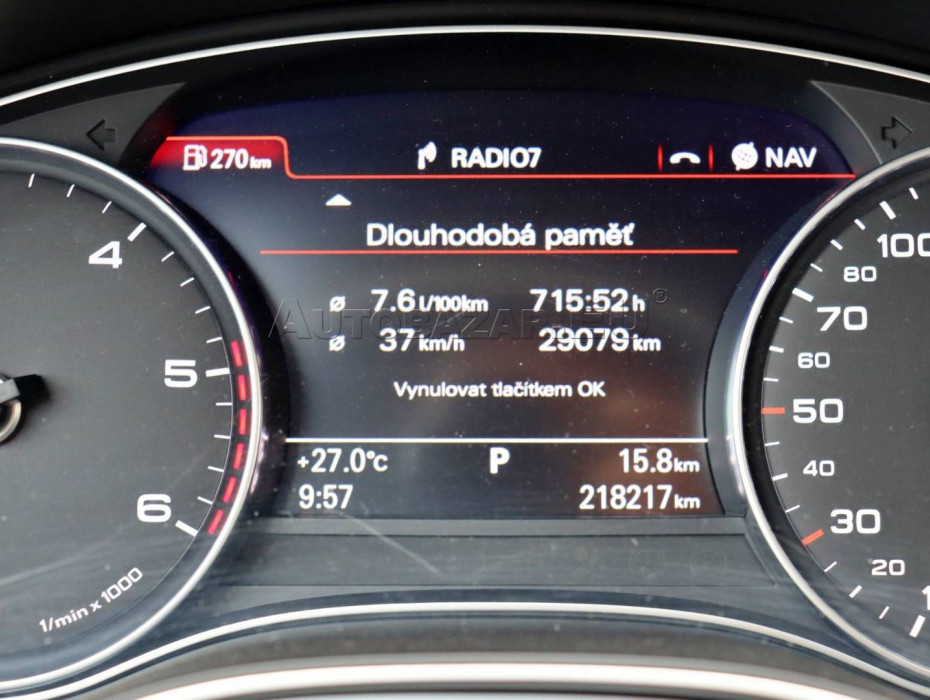 270 km RADIO7 NAV
Dlouhodobá paměť
ø 7.6 l/100km 715:52 h
AUTOBAZAR.EU ©
ø 37 km/h 29079 km
Vynulovat tlačítkem OK
+27.0°c P 15.8 km
9:57 218217 km
4
5
6
1/min x 1000
100
80
70
60
50
40
30
20